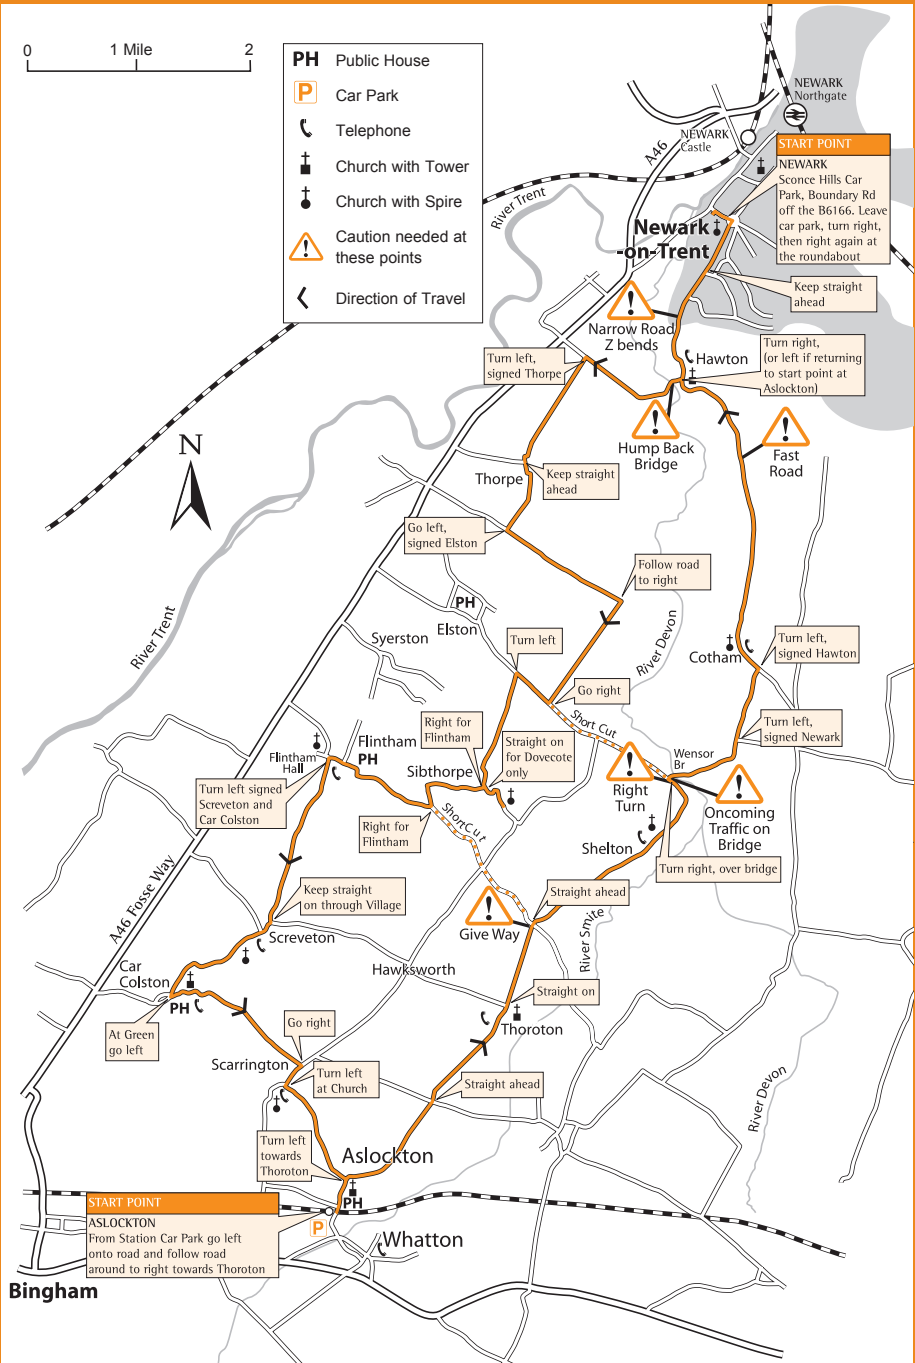 0 1 Mile 2
PH Public House
P Car Park
Telephone
Church with Tower
Church with Spire
Caution needed at
these points
Direction of Travel
NEWARK
Northgate
NEWARK
Castle
A46
River Trent
START POINT
NEWARK
Sconce Hills Car
Park, Boundary Rd
off the B6166. Leave
car park, turn right,
then right again at
the roundabout
Newark
-on-Trent
Keep straight
ahead
Narrow Road
Z bends
Hawton
Turn right,
(or left if returning
to start point at
Aslockton)
Turn left,
signed Thorpe
Hump Back
Bridge
Fast
Road
N
Thorpe
Keep straight
ahead
Go left,
signed Elston
Follow road
to right
PH
Elston
Syerston
River Trent
River Devon
Turn left
Cotham
Turn left,
signed Hawton
Go right
Short Cut
Turn left,
signed Newark
Right for
Flintham
Straight on
for Dovecote
only
Flintham
PH
Flintham
Hall
Sibthorpe
Wensor
Br
Turn left signed
Screveton and
Car Colston
Right
Turn
Oncoming
Traffic on
Bridge
Right for
Flintham
ShortCut
Shelton
Turn right, over bridge
A46 Fosse Way
Keep straight
on through Village
Straight ahead
Give Way
Screveton
River Smite
Car
Colston
Hawksworth
Straight on
PH
At Green
go left
Go right
Thoroton
Scarrington
Turn left
at Church
Straight ahead
River Devon
Turn left
towards
Thoroton
Aslockton
PH
START POINT
ASLOCKTON
From Station Car Park go left
onto road and follow road
around to right towards Thoroton
P
Whatton
Bingham